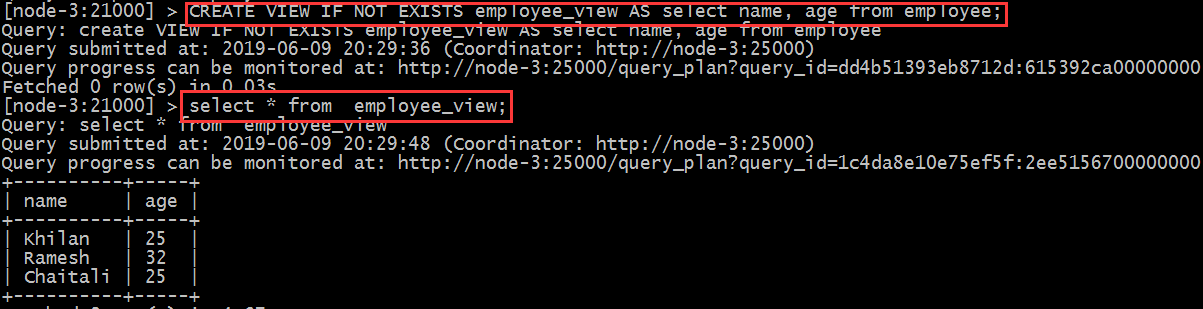 [node-3:21000] > CREATE VIEW IF NOT EXISTS employee_view AS select name, age from employee;
Query: create VIEW IF NOT EXISTS employee_view AS select name, age from employee
Query submitted at: 2019-06-09 20:29:36 (Coordinator: http://node-3:25000)
Query progress can be monitored at: http://node-3:25000/query_plan?query_id=dd4b51393eb8712d:615392ca00000000
Fetched 0 row(s) in 0.03s
[node-3:21000] > select * from  employee_view;
Query: select * from  employee_view
Query submitted at: 2019-06-09 20:29:48 (Coordinator: http://node-3:25000)
Query progress can be monitored at: http://node-3:25000/query_plan?query_id=1c4da8e10e75ef5f:2ee5156700000000
+----------+-----+
| name     | age |
+----------+-----+
| Khilan   | 25  |
| Ramesh   | 32  |
| Chaitali | 25  |
+----------+-----+